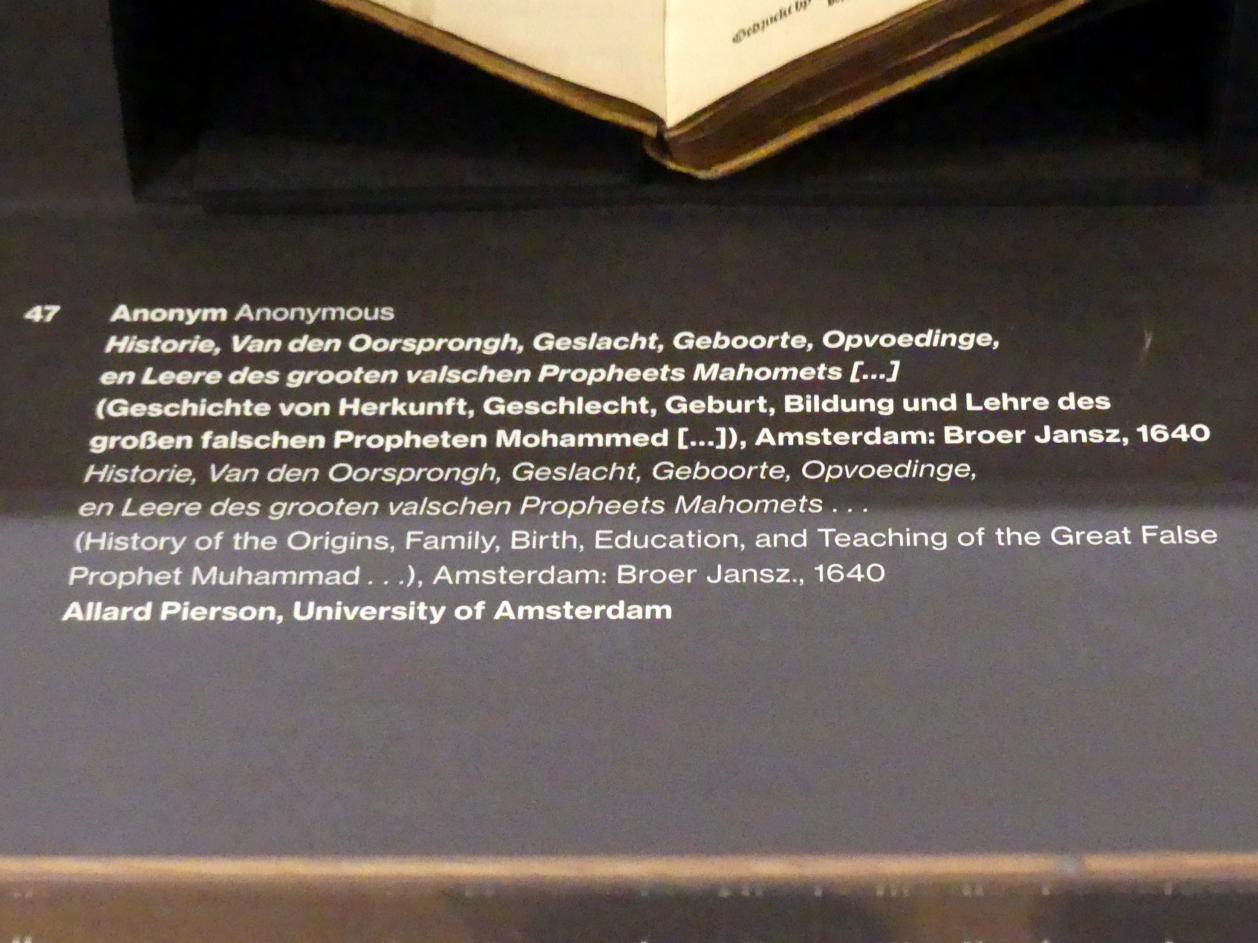 Gedruckt by
47 Anonym Anonymous
Historie, Van den Oorsprongh, Geslacht, Geboorte, Opvoedinge,
en Leere des grooten valschen Propheets Mahomets [...]
(Geschichte von Herkunft, Geschlecht, Geburt, Bildung und Lehre des
großen falschen Propheten Mohammed [...]), Amsterdam: Broer Jansz, 1640
Historie, Van den Oorsprongh, Geslacht, Geboorte, Opvoedinge,
en Leere des grooten valschen Propheets Mahomets . . .
(History of the Origins, Family, Birth, Education, and Teaching of the Great False
Prophet Muhammad . . .), Amsterdam: Broer Jansz., 1640
Allard Pierson, University of Amsterdam